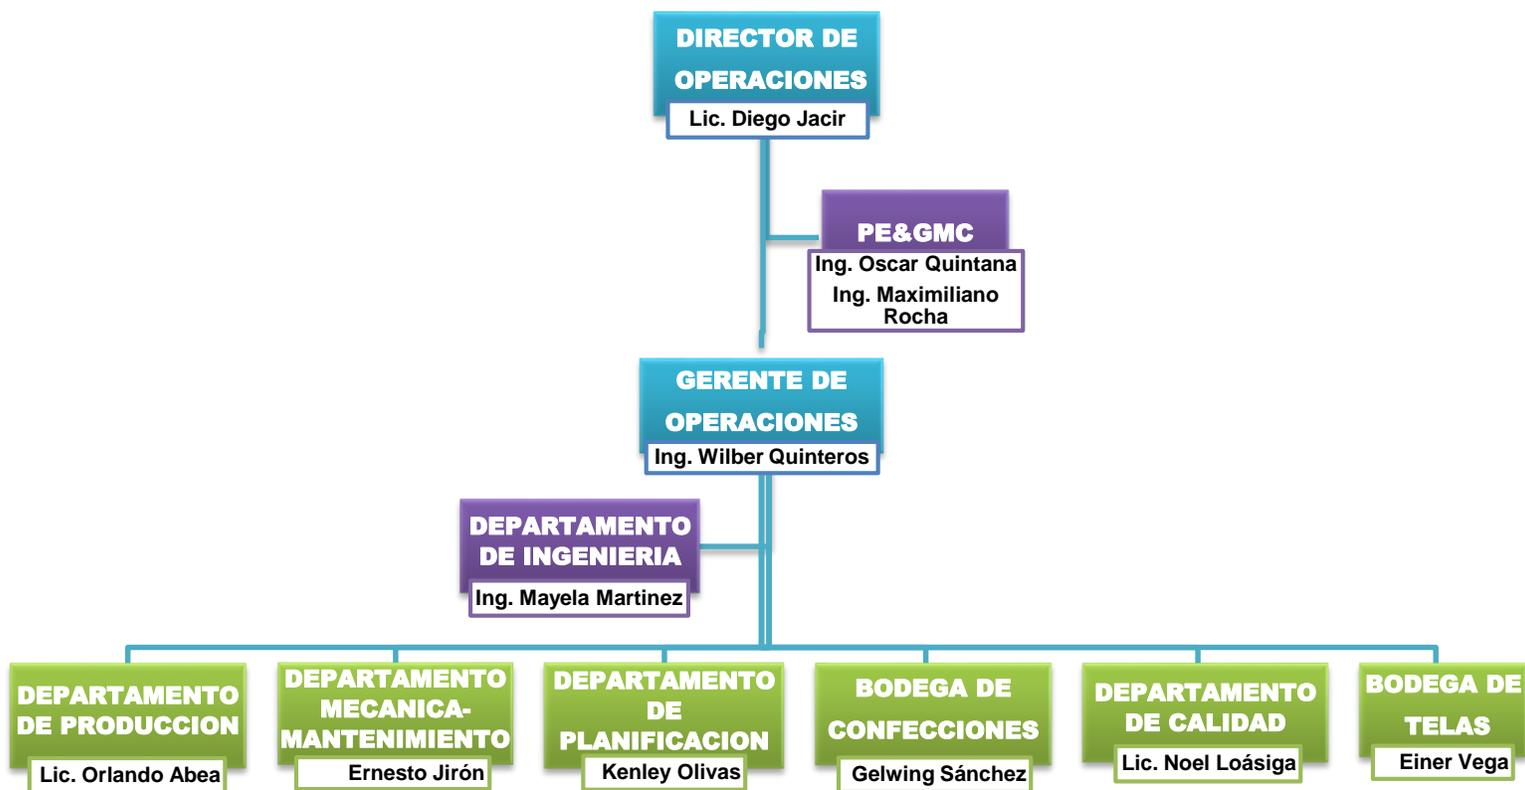 DIRECTOR DE
OPERACIONES
Lic. Diego Jacir
PE&GMC
Ing. Oscar Quintana
Ing. Maximiliano
Rocha
GERENTE DE
OPERACIONES
Ing. Wilber Quinteros
DEPARTAMENTO
DE INGENIERIA
Ing. Mayela Martinez
DEPARTAMENTO
DE PRODUCCION
Lic. Orlando Abea
DEPARTAMENTO
MECANICA-
MANTENIMIENTO
Ernesto Jirón
DEPARTAMENTO
DE
PLANIFICACION
Kenley Olivas
BODEGA DE
CONFECCIONES
Gelwing Sánchez
DEPARTAMENTO
DE CALIDAD
Lic. Noel Loásiga
BODEGA DE
TELAS
Einer Vega